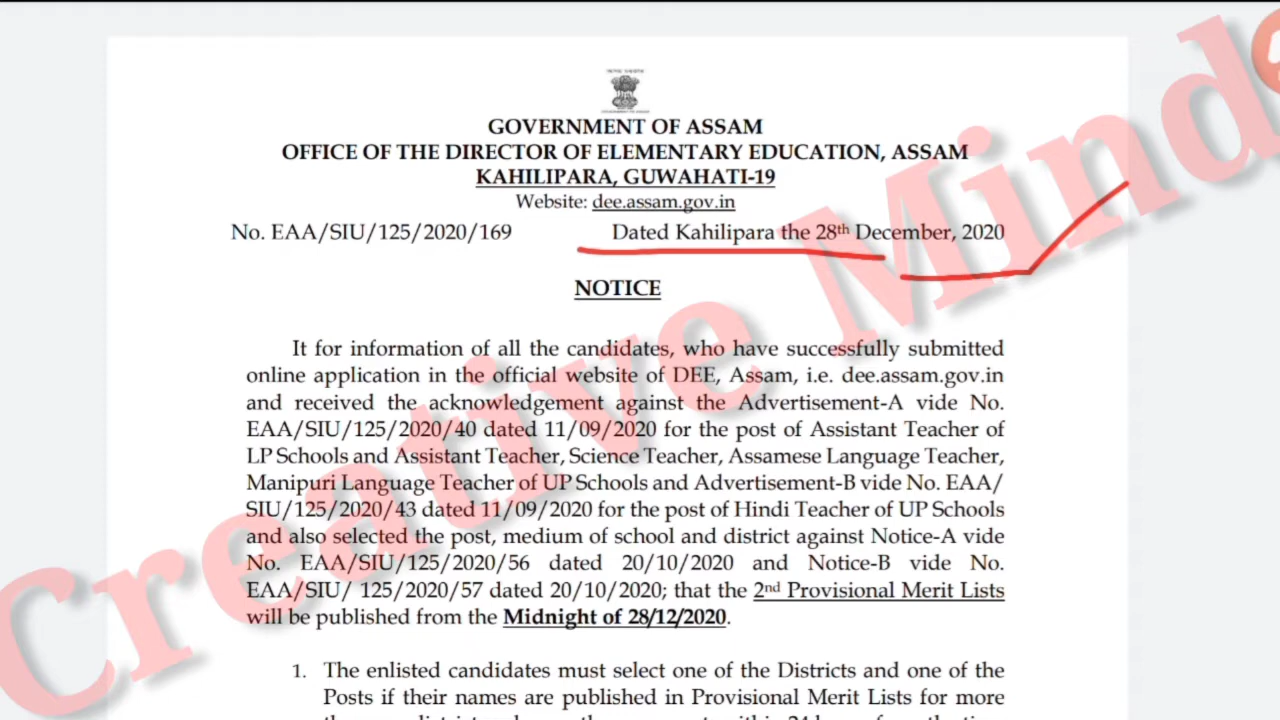 GOVERNMENT OF ASSAM
OFFICE OF THE DIRECTOR OF ELEMENTARY EDUCATION, ASSAM
KAHILIPARA, GUWAHATI-19
Website: dee.assam.gov.in
No. EAA/SIU/125/2020/169 Dated Kahilipara the 28th December, 2020
NOTICE
It for information of all the candidates, who have successfully submitted
online application in the official website of DEE, Assam, i.e. dee.assam.gov.in
and received the acknowledgement against the Advertisement-A vide No.
EAA/SIU/125/2020/40 dated 11/09/2020 for the post of Assistant Teacher of
LP Schools and Assistant Teacher, Science Teacher, Assamese Language Teacher,
Manipuri Language Teacher of UP Schools and Advertisement-B vide No. EAA/
SIU/125/2020/43 dated 11/09/2020 for the post of Hindi Teacher of UP Schools
and also selected the post, medium of school and district against Notice-A vide
No. EAA/SIU/125/2020/56 dated 20/10/2020 and Notice-B vide No.
EAA/SIU/ 125/2020/57 dated 20/10/2020; that the 2nd Provisional Merit Lists
will be published from the Midnight of 28/12/2020.
1. The enlisted candidates must select one of the Districts and one of the
Posts if their names are published in Provisional Merit Lists for more
Creative Mind